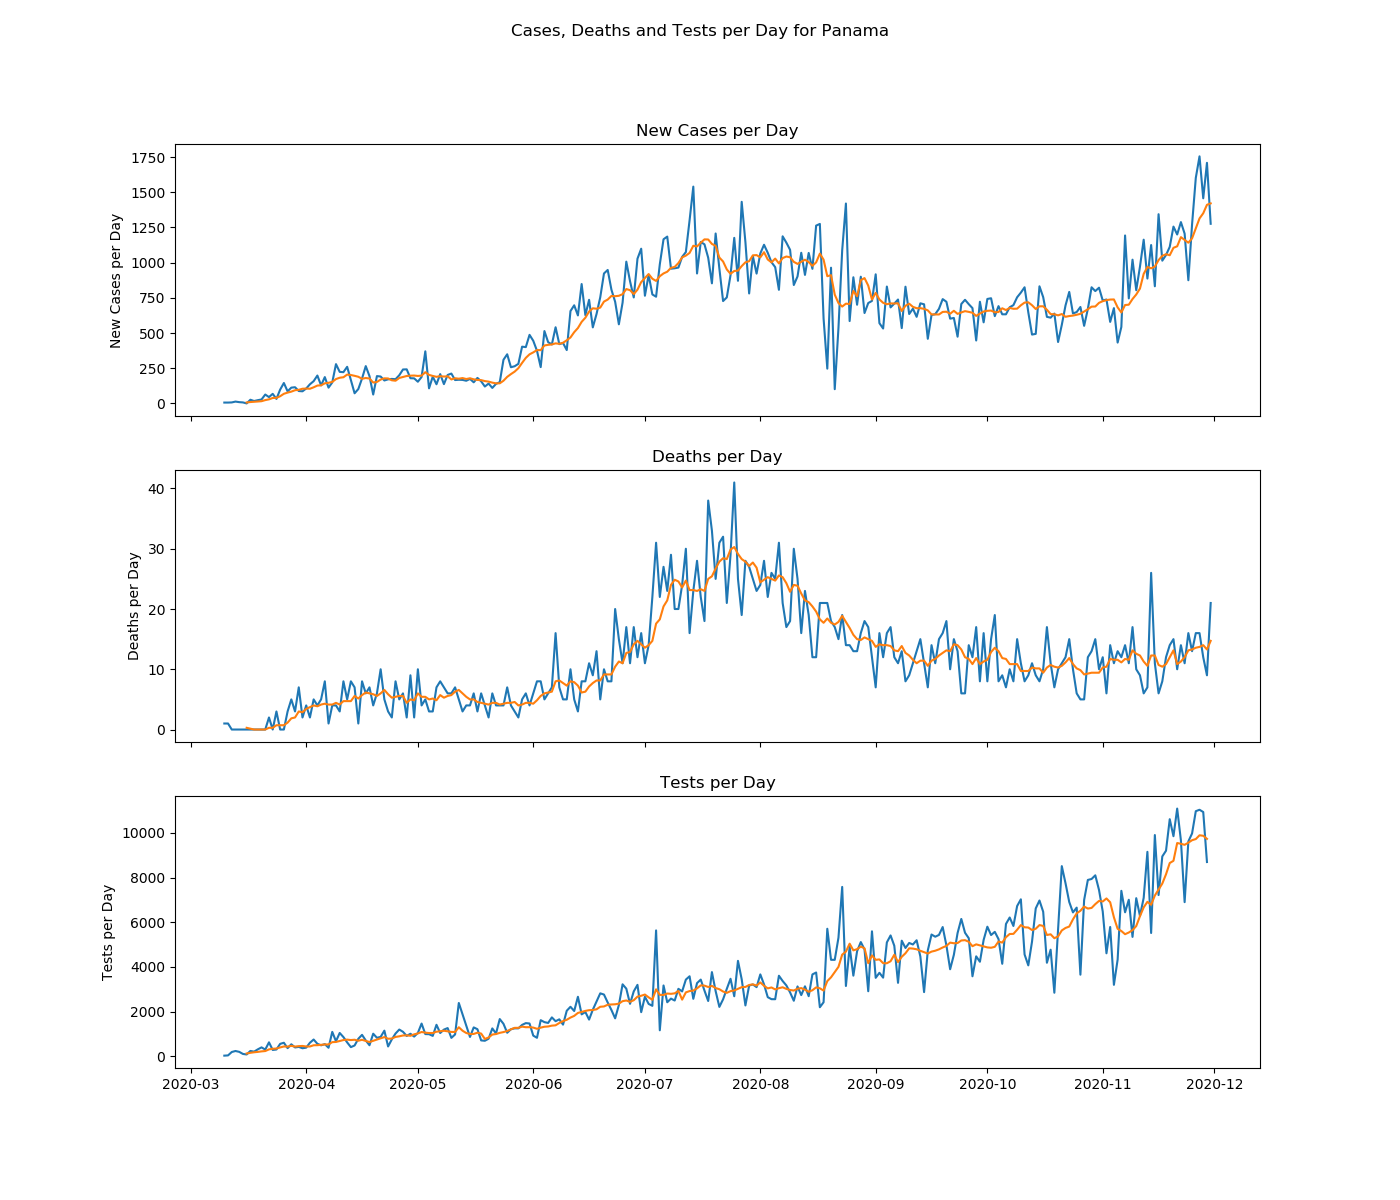 Cases, Deaths and Tests per Day for Panama
New Cases per Day
New Cases per Day
1750
1500
1250
1000
750
500
250
0
Deaths per Day
Deaths per Day
40
30
20
10
0
Tests per Day
Tests per Day
10000
8000
6000
4000
2000
0
2020-03 2020-04 2020-05 2020-06 2020-07 2020-08 2020-09 2020-10 2020-11 2020-12